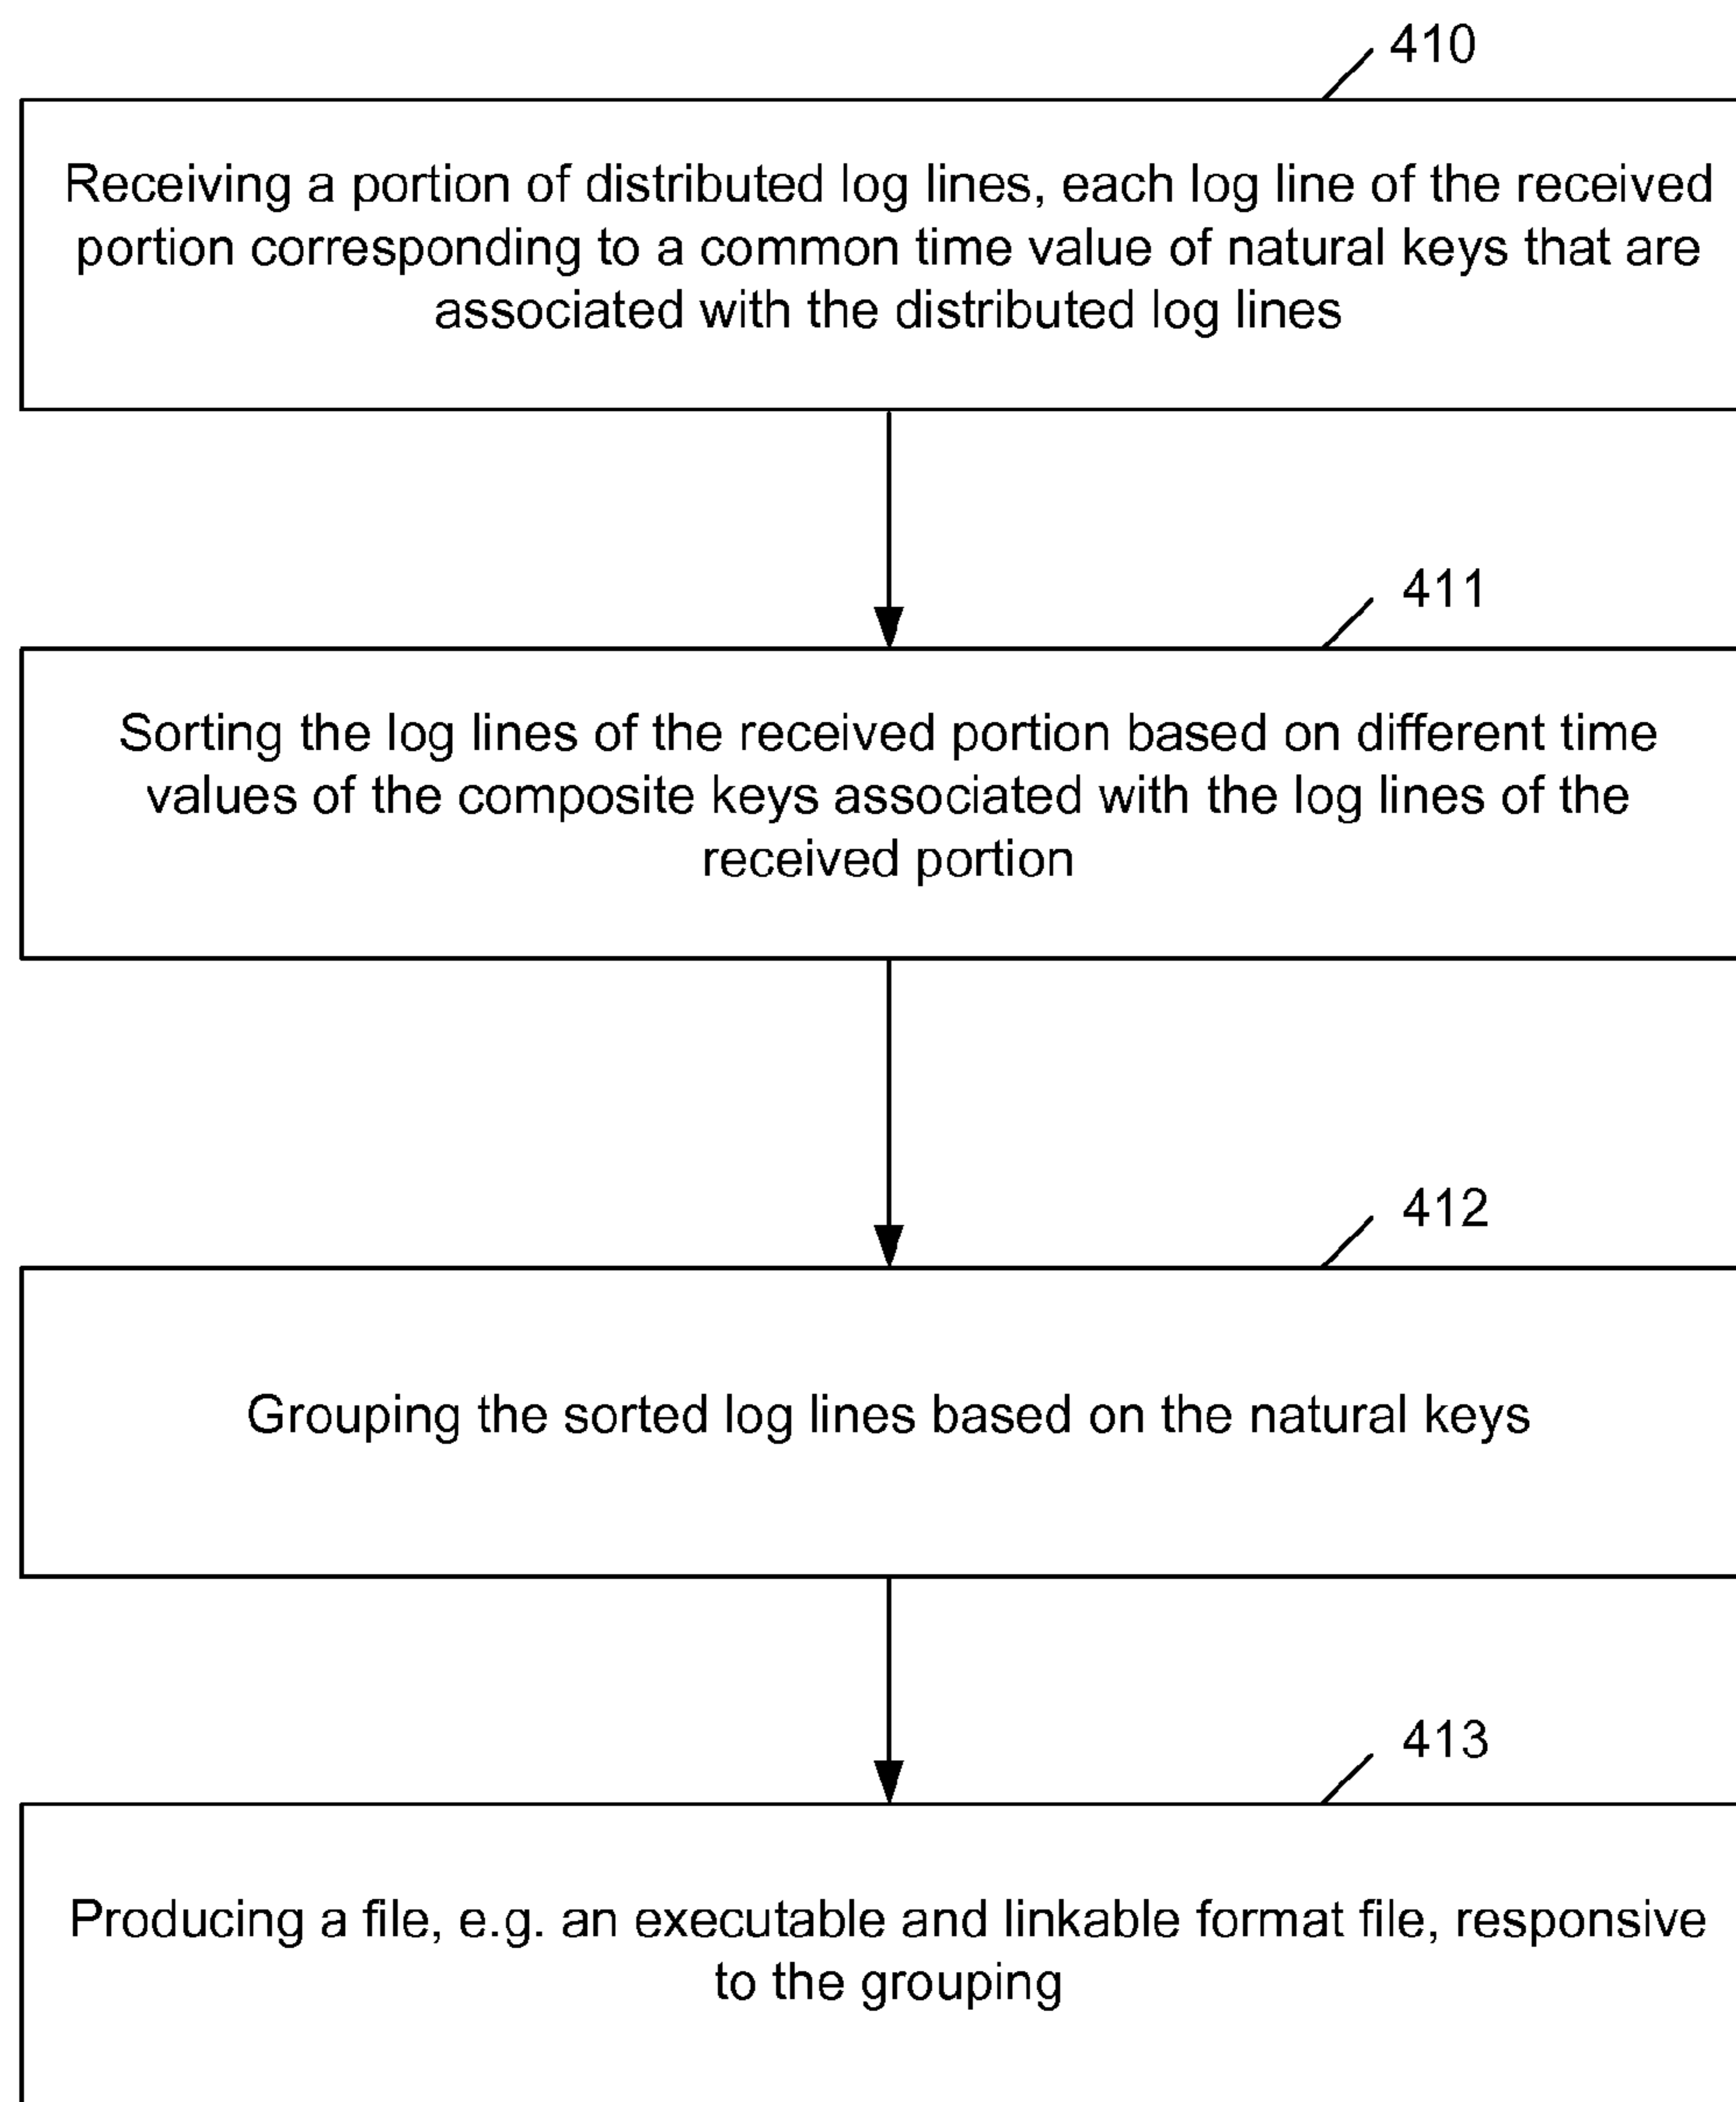 410
Receiving a portion of distributed log lines, each log line of the received
portion corresponding to a common time value of natural keys that are
associated with the distributed log lines
411
Sorting the log lines of the received portion based on different time
values of the composite keys associated with the log lines of the
received portion
412
Grouping the sorted log lines based on the natural keys
413
Producing a file, e.g. an executable and linkable format file, responsive
to the grouping